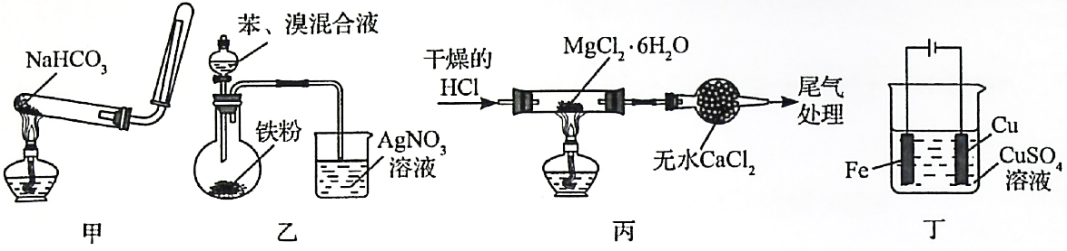 NaHCO₃
甲
苯、溴混合液
铁粉
AgNO₃
溶液
乙
干燥的
HCl
MgCl₂·6H₂O
无水CaCl₂
尾气
处理
丙
Fe
Cu
CuSO₄
溶液
丁